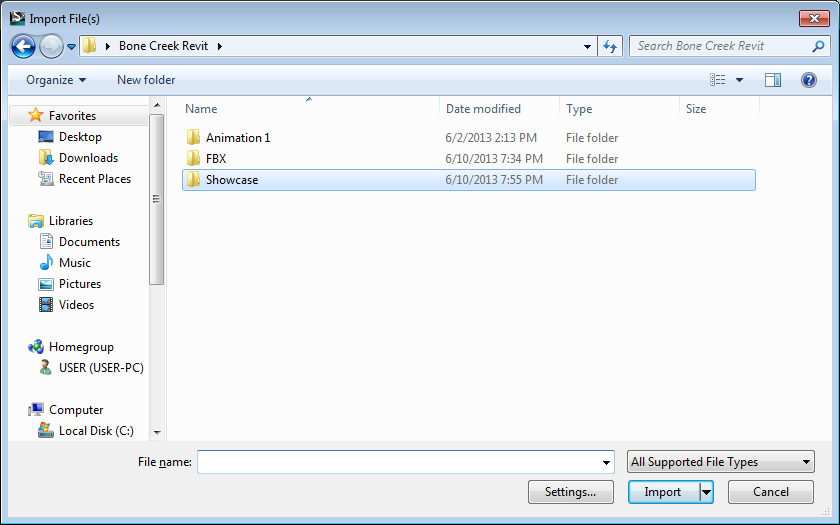 Import File(s)
Bone Creek Revit
Search Bone Creek Revit
Organize
New folder
Name Date modified Type Size
Animation 1 6/2/2013 2:13 PM File folder
FBX 6/10/2013 7:34 PM File folder
Showcase 6/10/2013 7:55 PM File folder
Favorites
Desktop
Downloads
Recent Places
Libraries
Documents
Music
Pictures
Videos
Homegroup
USER (USER-PC)
Computer
Local Disk (C:)
File name:
All Supported File Types
Settings...
Import
Cancel